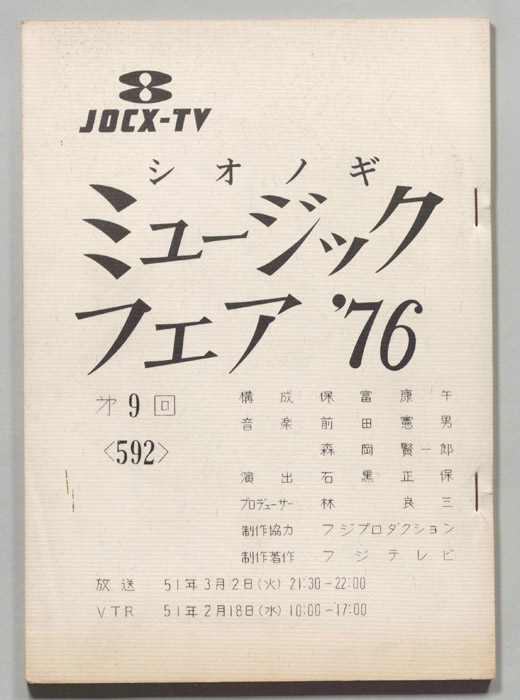 JOCX-TV
シオノギ
ミュージック
フェア '76
第9回
〈592〉
構成 保富康午
音楽 前田憲男
森岡賢一郎
演出 石黒正保
プロデューサー 林良三
制作協力 フジプロダクション
制作著作 フジテレビ
放送 51年3月2日(火) 21:30-22:00
VTR 51年2月18日(水) 10:00-17:00